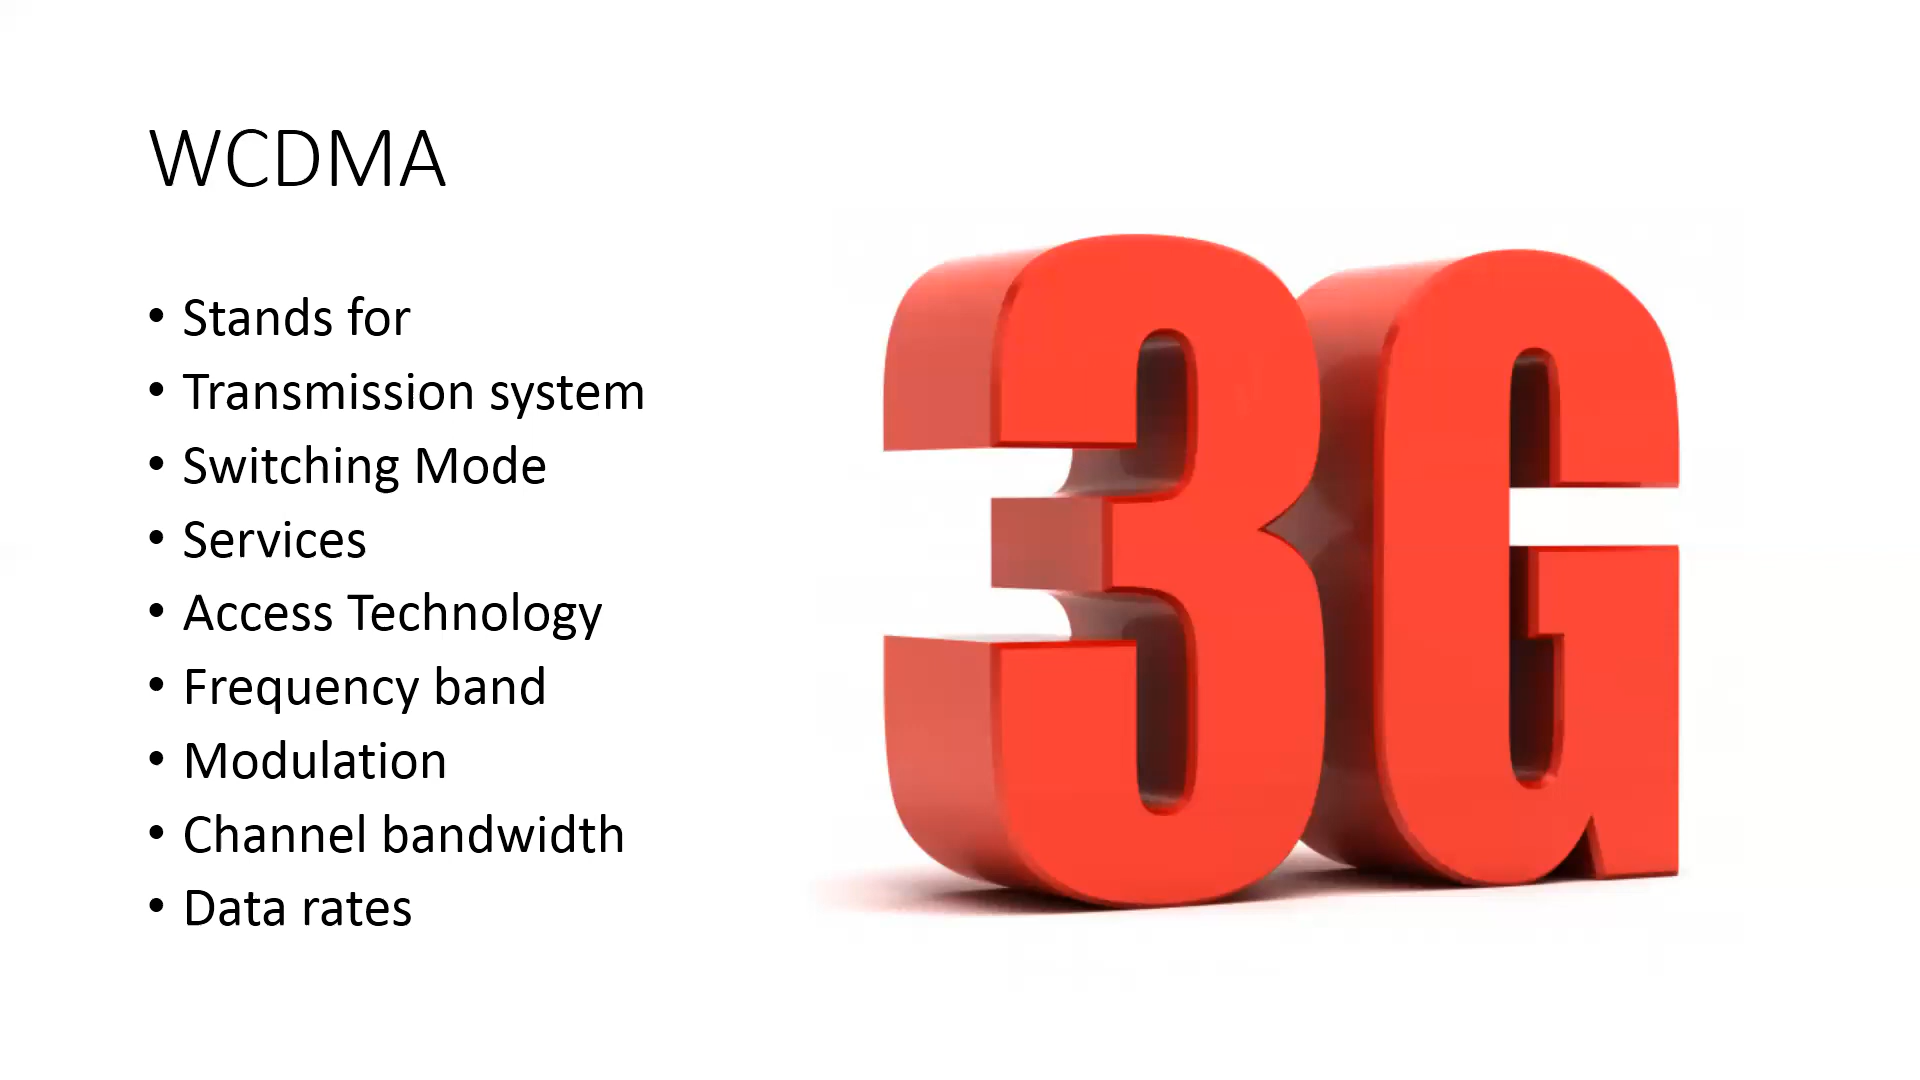 WCDMA
• Stands for
• Transmission system
• Switching Mode
• Services
• Access Technology
• Frequency band
• Modulation
• Channel bandwidth
• Data rates
3G